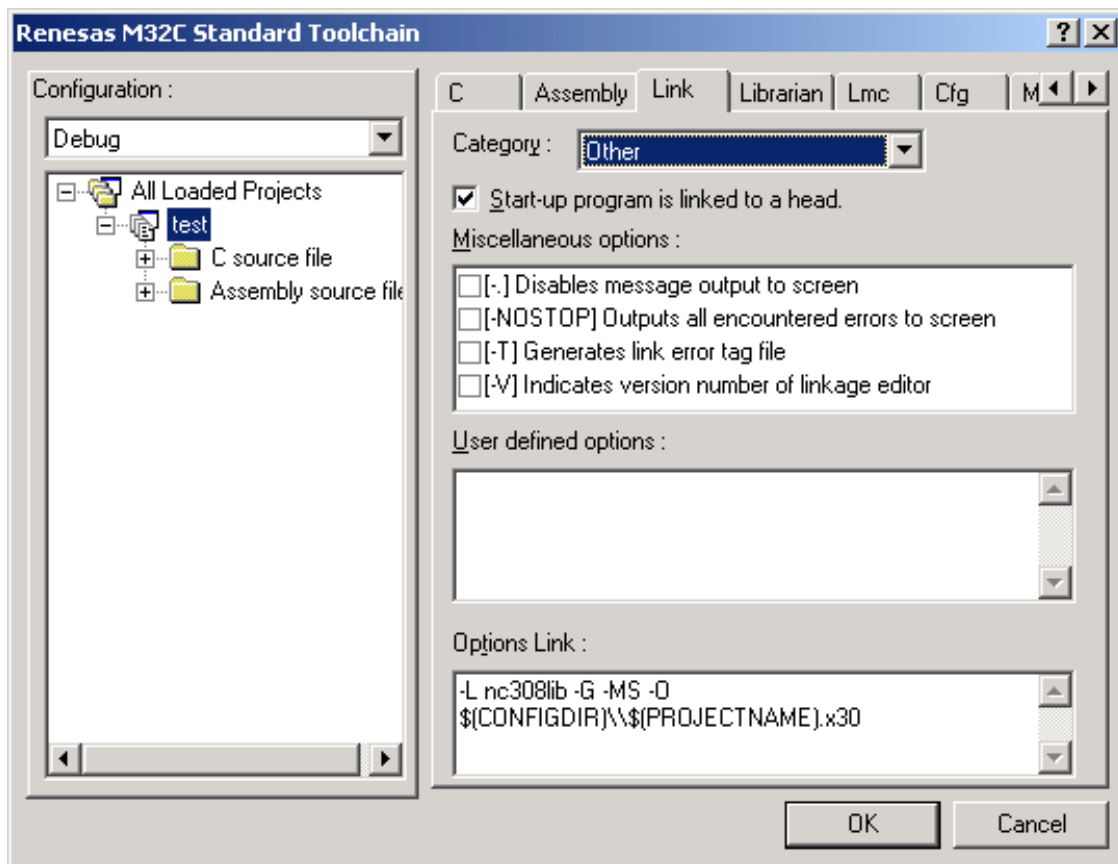 Renesas M32C Standard Toolchain
Configuration :
Debug
All Loaded Projects
test
C source file
Assembly source file
C Assembly Link Librarian Lmc Cfg M
Category : Other
Start-up program is linked to a head.
Miscellaneous options :
[-.] Disables message output to screen
[-NOSTOP] Outputs all encountered errors to screen
[-T] Generates link error tag file
[-V] Indicates version number of linkage editor
User defined options :
Options Link :
-L nc308lib -G -MS -O
$(CONFIGDIR)\\$(PROJECTNAME).x30
OK Cancel